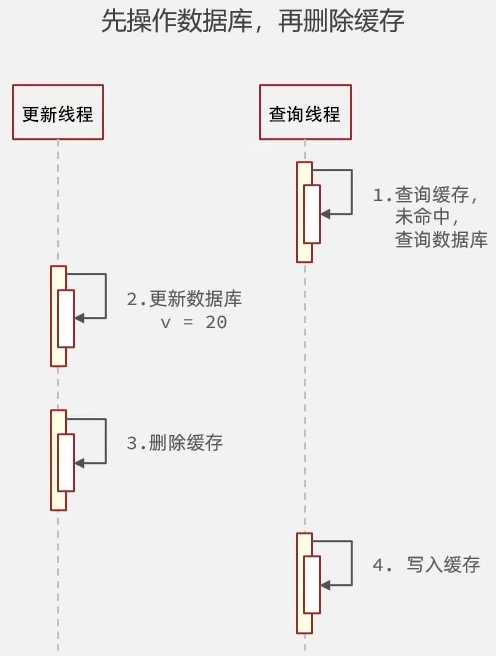 先操作数据库，再删除缓存
更新线程
查询线程
1.查询缓存，
未命中，
查询数据库
2.更新数据库
v = 20
3.删除缓存
4. 写入缓存